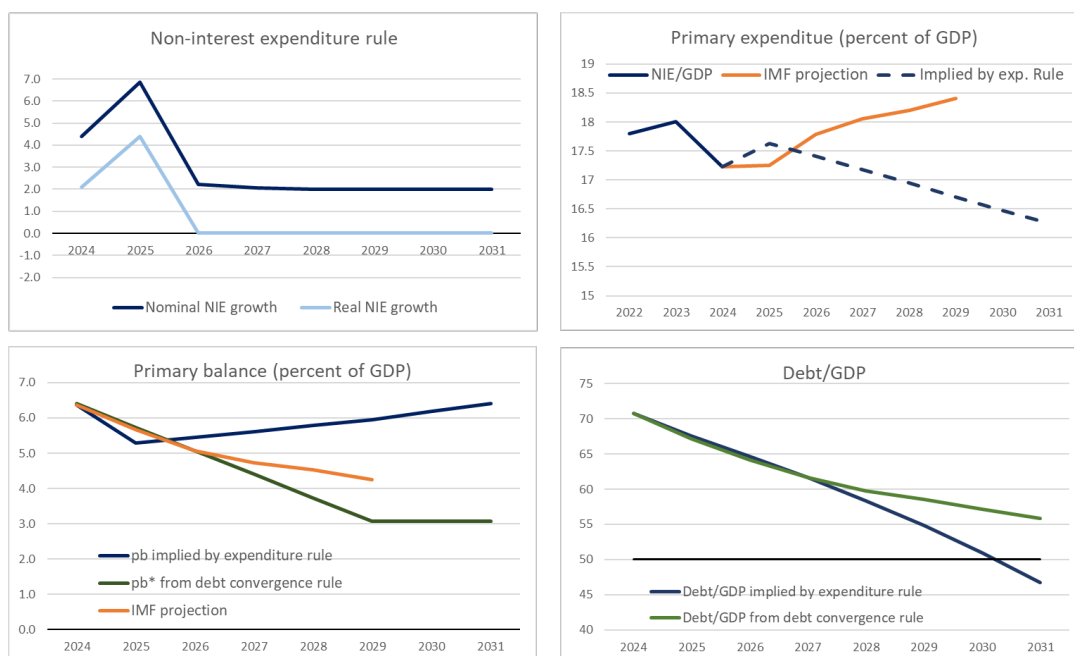 Non-interest expenditure rule
7.0
6.0
5.0
4.0
3.0
2.0
1.0
0.0
-1.0
-2.0
2024 2025 2026 2027 2028 2029 2030 2031
Nominal NIE growth Real NIE growth
Primary expenditue (percent of GDP)
NIE/GDP IMF projection Implied by exp. Rule
19
18.5
18
17.5
17
16.5
16
15.5
15
2022 2023 2024 2025 2026 2027 2028 2029 2030 2031
Primary balance (percent of GDP)
7.0
6.0
5.0
4.0
3.0
2.0
1.0
0.0
pb implied by expenditure rule
pb* from debt convergence rule
IMF projection
2024 2025 2026 2027 2028 2029 2030 2031
Debt/GDP
75
70
65
60
55
50
45
40
Debt/GDP implied by expenditure rule
Debt/GDP from debt convergence rule
2024 2025 2026 2027 2028 2029 2030 2031